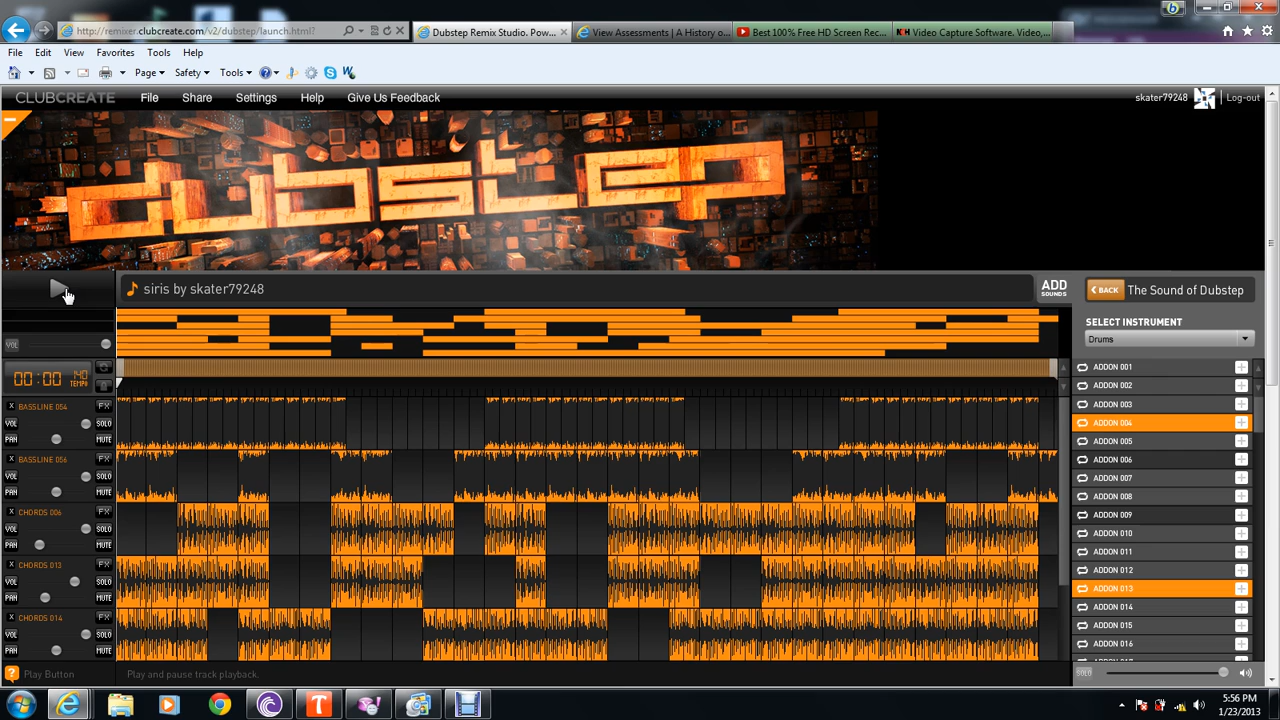 http://remixer.clubcreate.com/v2/dubstep/launch.html?
Dubstep Remix Studio. Pow...
View Assessments | A History o...
Best 100% Free HD Screen Rec...
NCH Video Capture Software. Video,...
File Edit View Favorites Tools Help
Page Safety Tools
CLUBCREATE File Share Settings Help Give Us Feedback skater79248 Log-out
dubstep
siris by skater79248
ADD SOUNDS
BACK The Sound of Dubstep
SELECT INSTRUMENT
Drums
VOL
00:00 140 TEMPO
BASSLINE 054 FX
VOL SOLO
PAN MUTE
BASSLINE 056 FX
VOL SOLO
PAN MUTE
CHORDS 006 FX
VOL SOLO
PAN MUTE
CHORDS 013 FX
VOL SOLO
PAN MUTE
CHORDS 014 FX
VOL SOLO
PAN MUTE
ADDON 001
ADDON 002
ADDON 003
ADDON 004
ADDON 005
ADDON 006
ADDON 007
ADDON 008
ADDON 009
ADDON 010
ADDON 011
ADDON 012
ADDON 013
ADDON 014
ADDON 015
ADDON 016
SOLO
? Play Button Play and pause track playback.
5:56 PM
1/23/2013